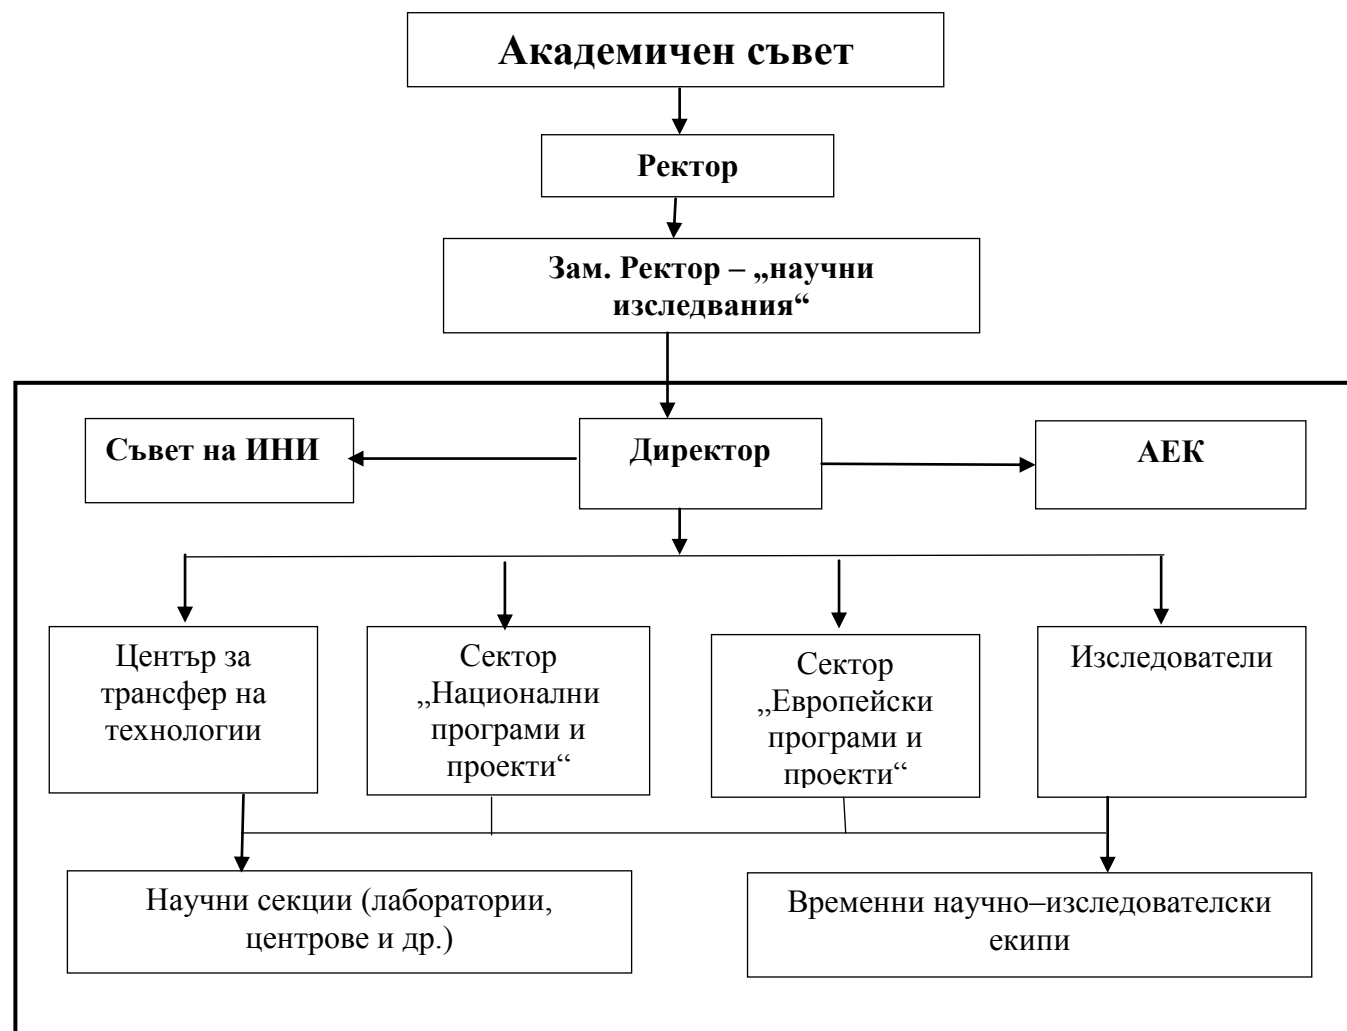 Академичен съвет
Ректор
Зам. Ректор – „научни
изследвания“
Съвет на ИНИ
Директор
АЕК
Център за
трансфер на
технологии
Сектор
„Национални
програми и
проекти“
Сектор
„Европейски
програми и
проекти“
Изследователи
Научни секции (лаборатории,
центрове и др.)
Временни научно–изследователски
екипи